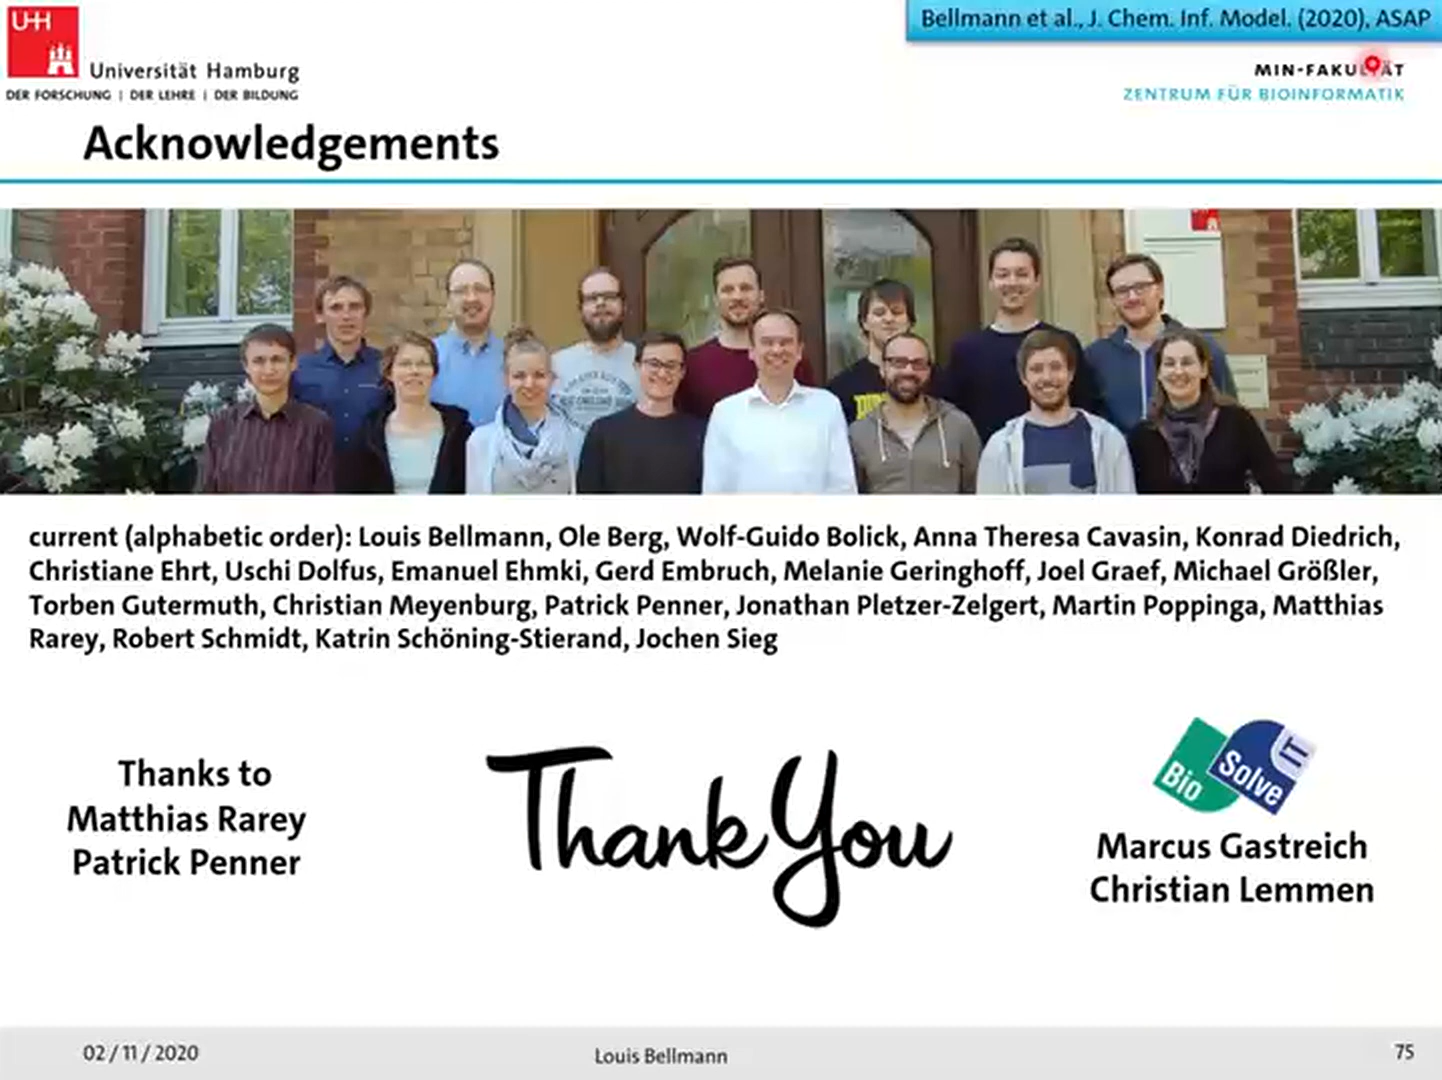 Bellmann et al., J. Chem. Inf. Model. (2020), ASAP
UHH
Universität Hamburg
DER FORSCHUNG | DER LEHRE | DER BILDUNG
MIN-FAKULTÄT
ZENTRUM FÜR BIOINFORMATIK
Acknowledgements
current (alphabetic order): Louis Bellmann, Ole Berg, Wolf-Guido Bolick, Anna Theresa Cavasin, Konrad Diedrich,
Christiane Ehrt, Uschi Dolfus, Emanuel Ehmki, Gerd Embruch, Melanie Geringhoff, Joel Graef, Michael Größler,
Torben Gutermuth, Christian Meyenburg, Patrick Penner, Jonathan Pletzer-Zelgert, Martin Poppinga, Matthias
Rarey, Robert Schmidt, Katrin Schöning-Stierand, Jochen Sieg
Thanks to
Matthias Rarey
Patrick Penner
Thank You
Bio Solve IT
Marcus Gastreich
Christian Lemmen
02 / 11 / 2020
Louis Bellmann
75